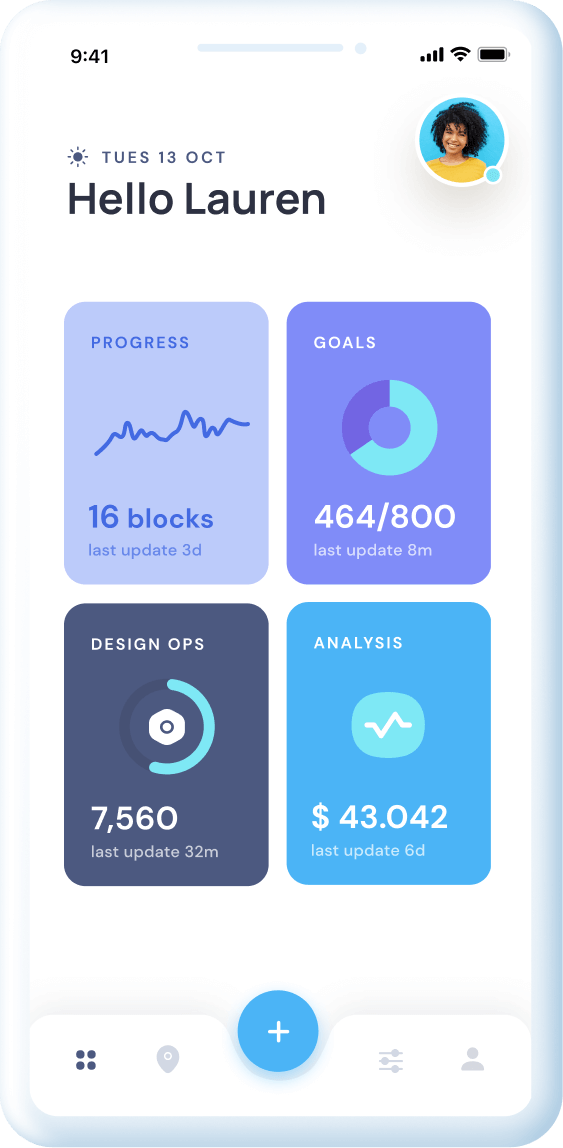 9:41
TUES 13 OCT
Hello Lauren
PROGRESS
16 blocks
last update 3d
GOALS
464/800
last update 8m
DESIGN OPS
7,560
last update 32m
ANALYSIS
$ 43.042
last update 6d